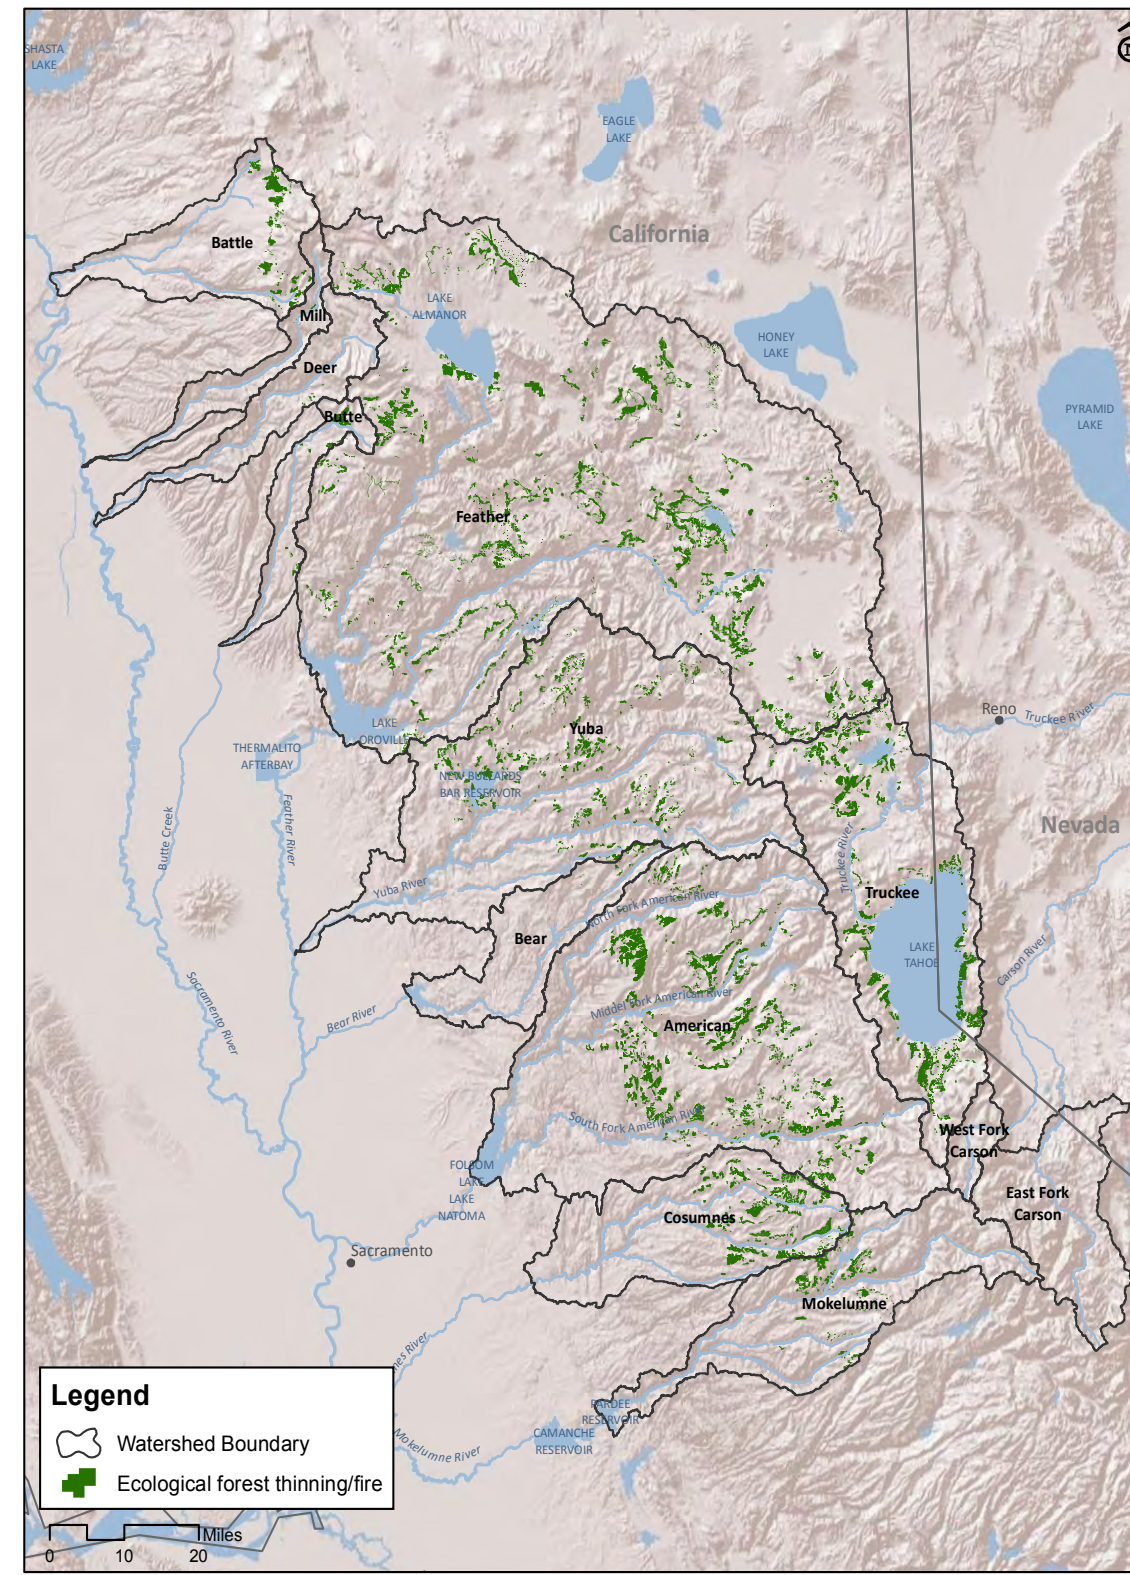 SHASTA
LAKE
N
EAGLE
LAKE
California
Battle
LAKE
ALMANOR
Mill
HONEY
LAKE
Deer
PYRAMID
LAKE
Butte
Feather
Reno
Truckee River
LAKE
OROVILLE
Yuba
THERMALITO
AFTERBAY
NEW BULLARDS
BAR RESERVOIR
Feather River
Butte Creek
Nevada
Truckee River
Yuba River
Truckee
North Fork American River
Bear
LAKE
TAHOE
Carson River
Sacramento River
Bear River
Middel Fork American River
American
South Fork American River
West Fork
Carson
FOLSOM
LAKE
LAKE
NATOMA
East Fork
Carson
Cosumnes
Sacramento
Mokelumne
nes River
PARDEE
RESERVOIR
CAMANCHE
RESERVOIR
Mokelumne River
Legend
Watershed Boundary
Ecological forest thinning/fire
Miles
0 10 20